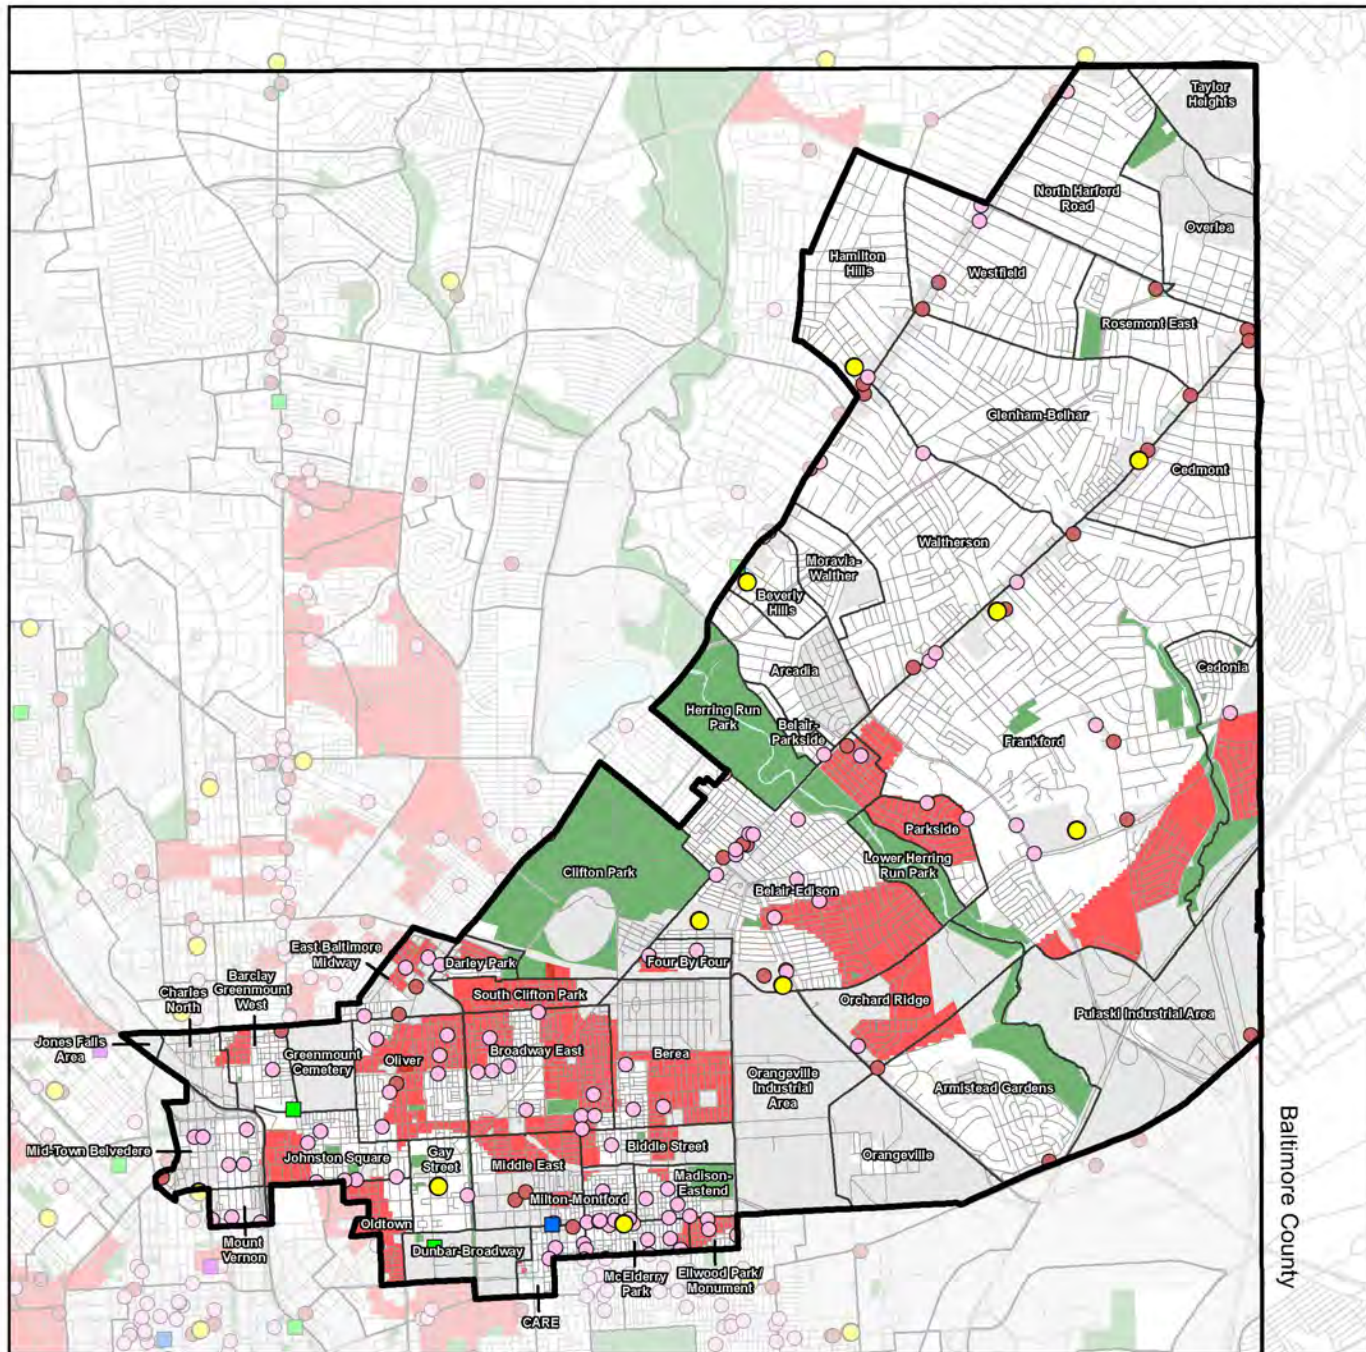 Taylor
Heights
North Harford
Road
Overlea
Hamilton
Hills
Westfield
Rosemont East
Glenham-Belhar
Cedmont
Waltherson
Moravia-
Walther
Beverly
Hills
Arcadia
Cedonia
Herring Run
Park
Belair-
Parkside
Frankford
Parkside
Clifton Park
Lower Herring
Run Park
Belair-Edison
East Baltimore
Midway
Darley Park
Four By Four
Barclay
Greenmount
West
Charles
North
South Clifton Park
Orchard Ridge
Pulaski Industrial Area
Jones Falls
Area
Greenmount
Cemetery
Oliver
Broadway East
Berea
Orangeville
Industrial
Area
Armistead Gardens
Mid-Town Belvedere
Johnston Square
Gay
Street
Middle East
Biddle Street
Orangeville
Madison-
Eastend
Milton-Montford
Oldtown
Mount
Vernon
Dunbar-Broadway
McElderry
Park
Ellwood Park/
Monument
CARE
Baltimore County